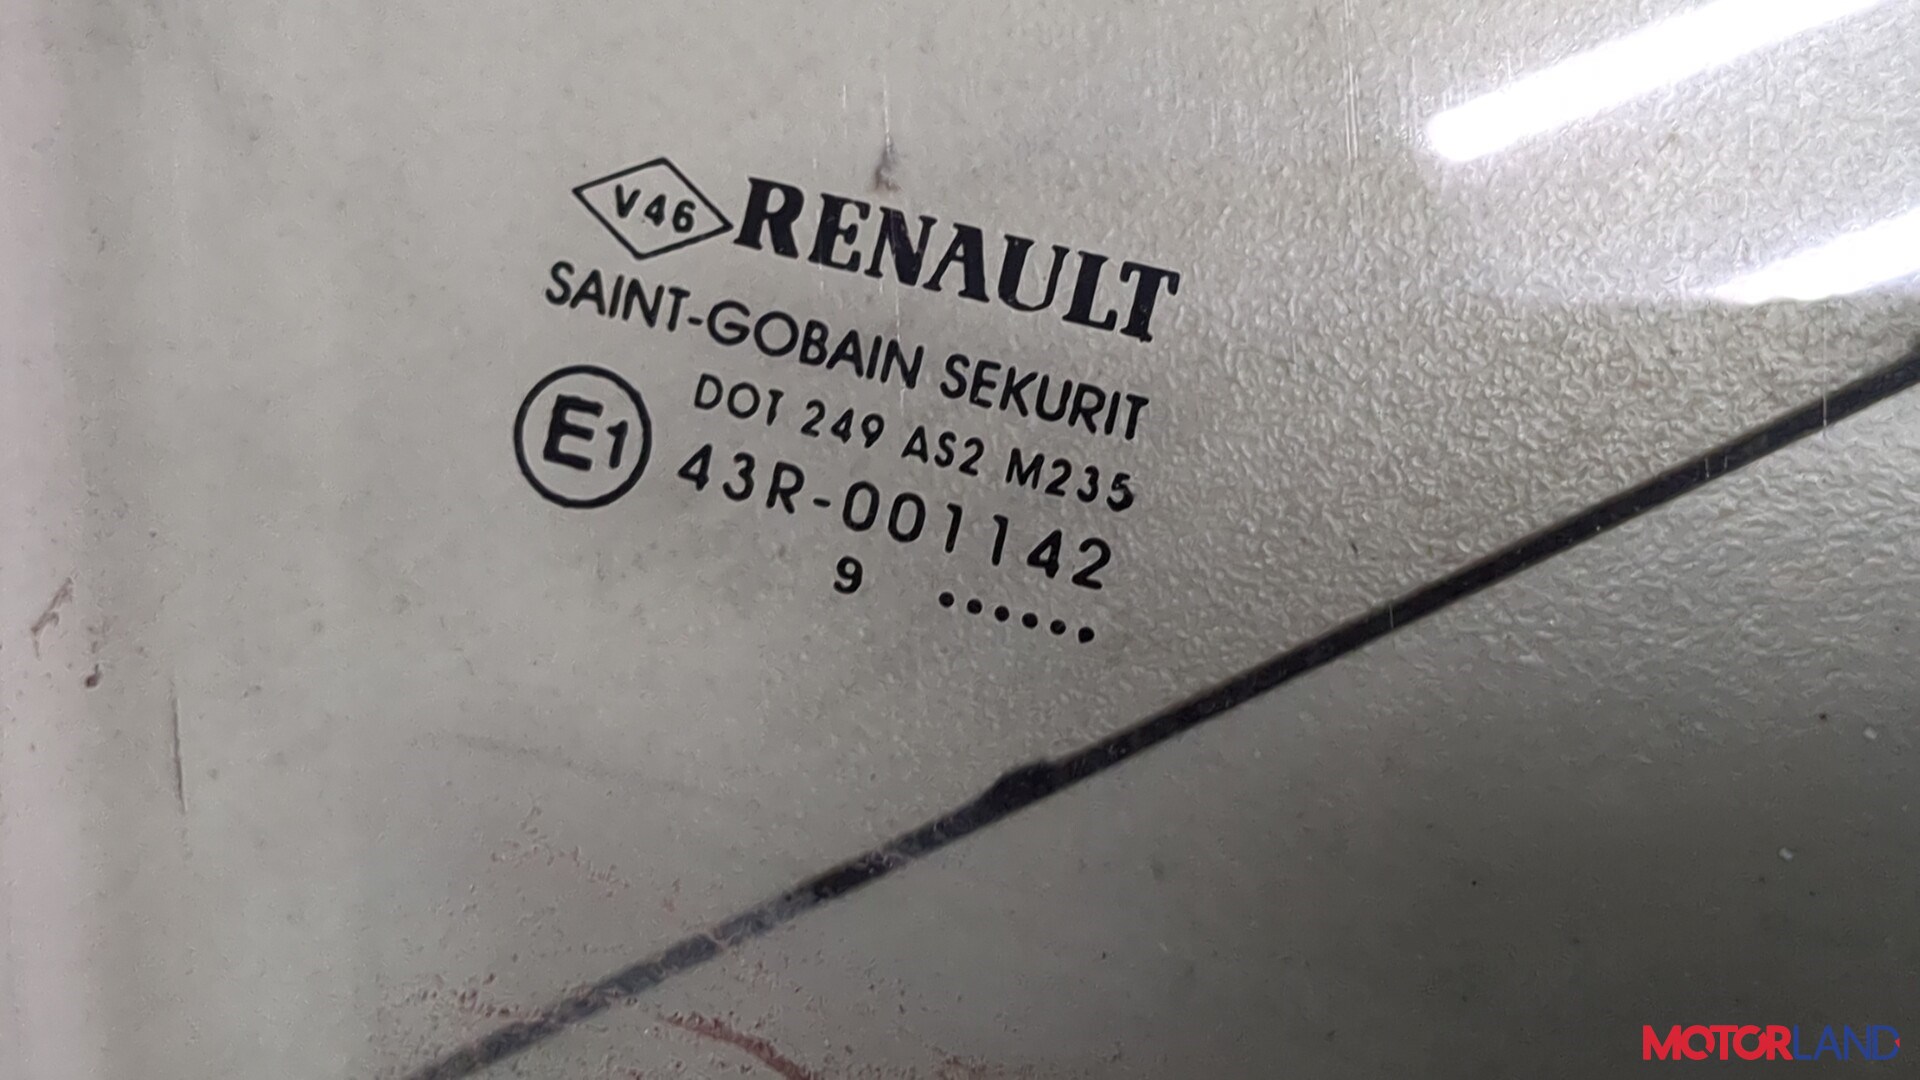 V46 RENAULT
SAINT-GOBAIN SEKURIT
DOT 249 AS2 M235
E1 43R-001142
9 ••••••
MOTORLAND